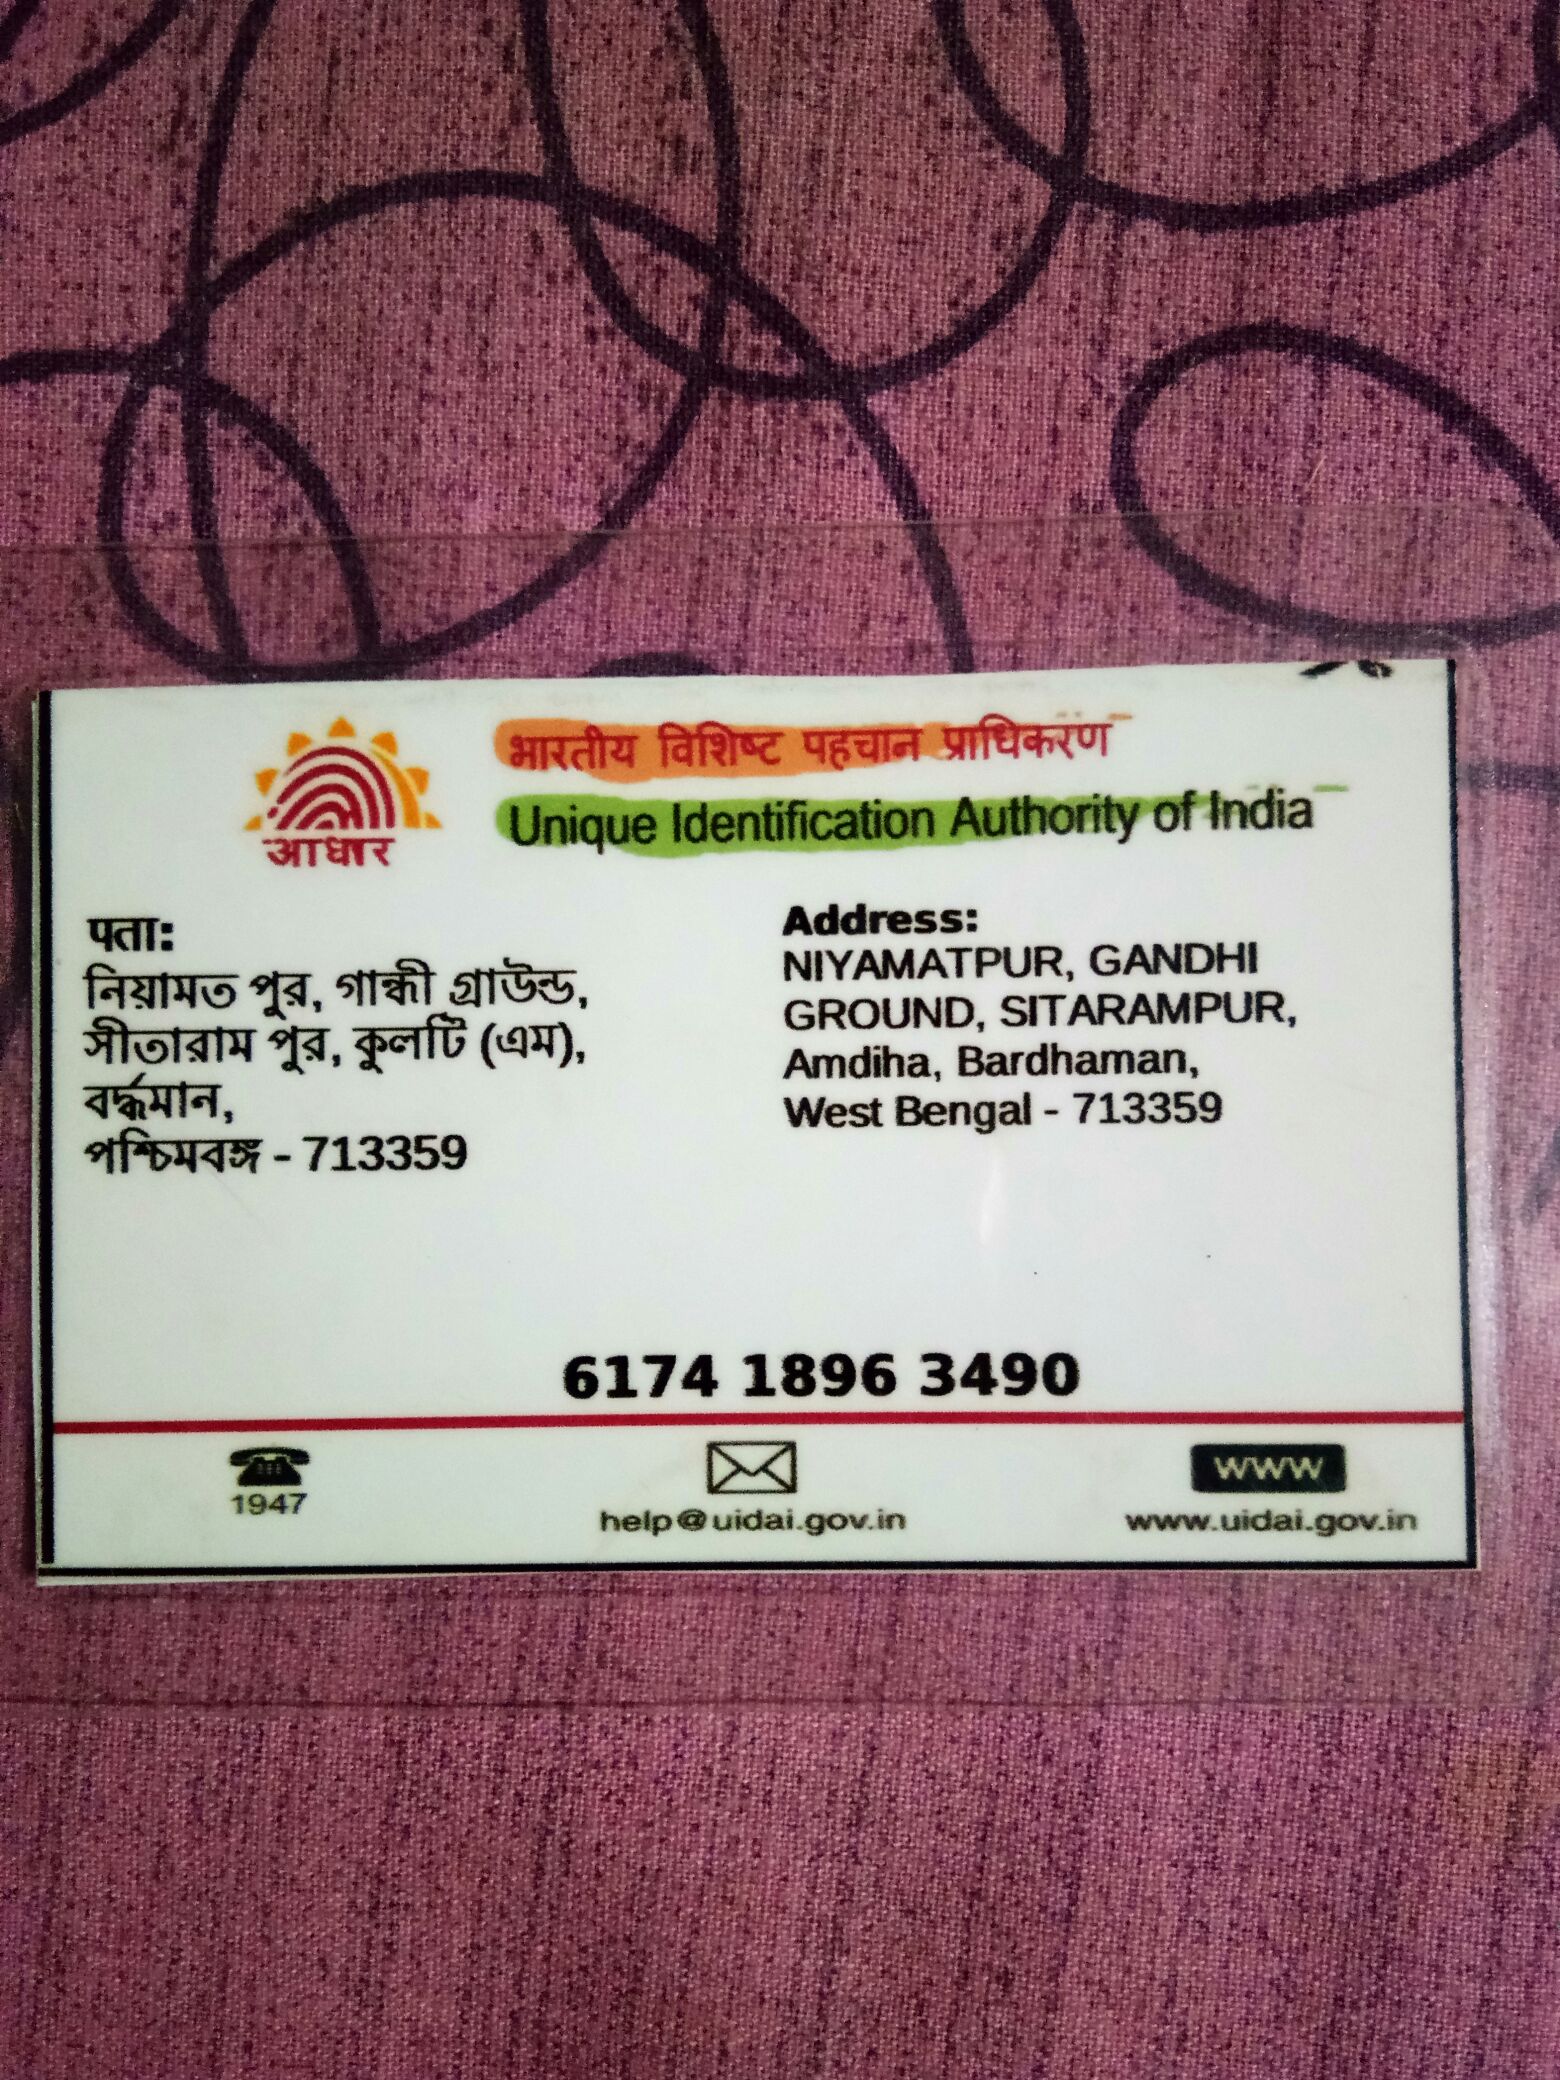 आधार
भारतीय विशिष्ट पहचान प्राधिकरण
Unique Identification Authority of India
पता:
নিয়ামত পুর, গান্ধী গ্রাউন্ড,
সীতারাম পুর, কুলটি (এম),
বর্দ্ধমান,
পশ্চিমবঙ্গ - 713359
Address:
NIYAMATPUR, GANDHI
GROUND, SITARAMPUR,
Amdiha, Bardhaman,
West Bengal - 713359
6174 1896 3490
1947
help@uidai.gov.in
www
www.uidai.gov.in